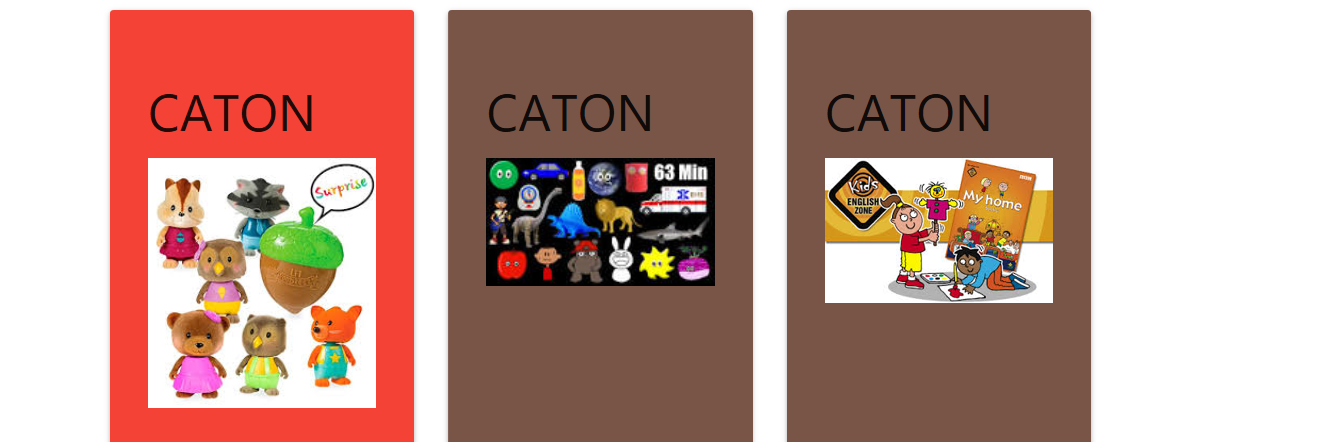 CATON
Surprise
CATON
63 Min
CATON
Kids
ENGLISH
ZONE
My home